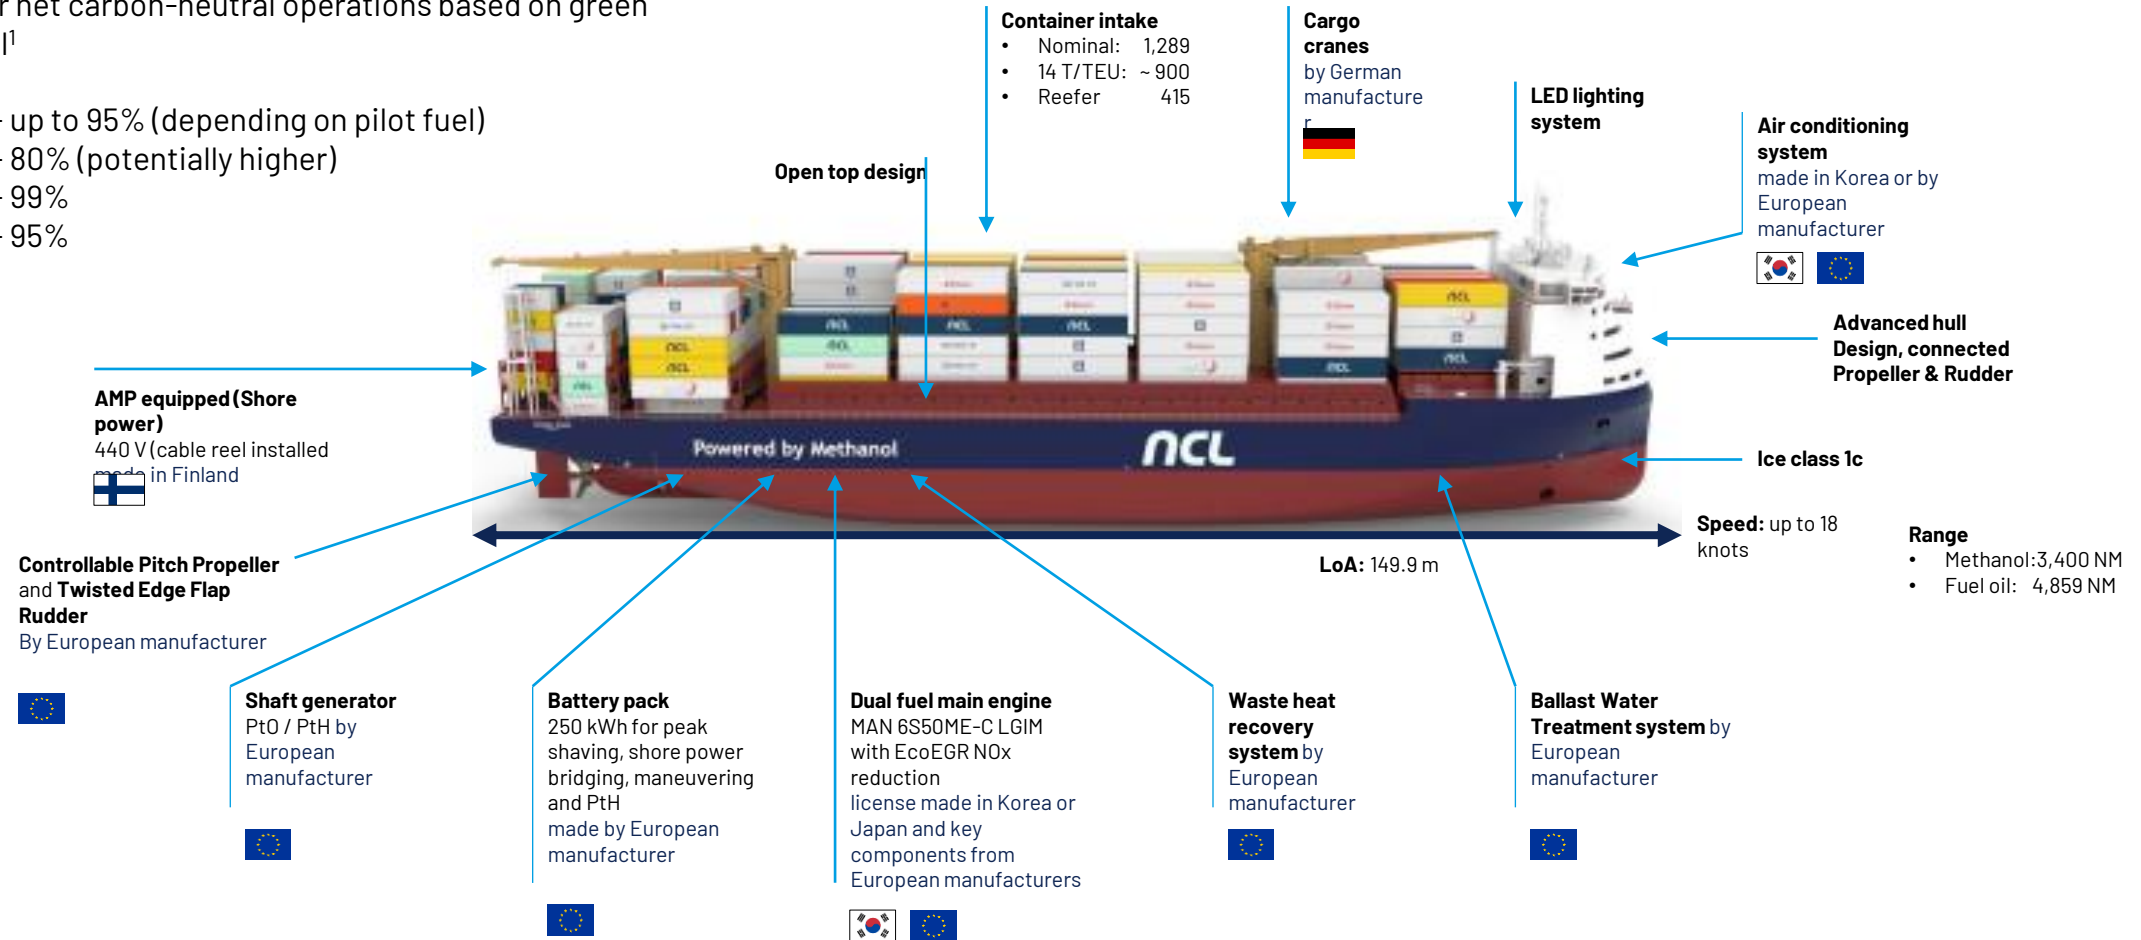 r net carbon-neutral operations based on green
l¹
- up to 95% (depending on pilot fuel)
- 80% (potentially higher)
- 99%
- 95%
Container intake
• Nominal: 1,289
• 14 T/TEU: ~ 900
• Reefer 415
Cargo
cranes
by German
manufacture
r
LED lighting
system
Air conditioning
system
made in Korea or by
European
manufacturer
Open top design
Advanced hull
Design, connected
Propeller & Rudder
AMP equipped (Shore
power)
440 V (cable reel installed
made in Finland
Powered by Methanol
NCL
Ice class 1c
Speed: up to 18
knots
Range
• Methanol:3,400 NM
• Fuel oil: 4,859 NM
LoA: 149.9 m
Controllable Pitch Propeller
and Twisted Edge Flap
Rudder
By European manufacturer
Shaft generator
PtO / PtH by
European
manufacturer
Battery pack
250 kWh for peak
shaving, shore power
bridging, maneuvering
and PtH
made by European
manufacturer
Dual fuel main engine
MAN 6S50ME-C LGIM
with EcoEGR NOx
reduction
license made in Korea or
Japan and key
components from
European manufacturers
Waste heat
recovery
system by
European
manufacturer
Ballast Water
Treatment system by
European
manufacturer